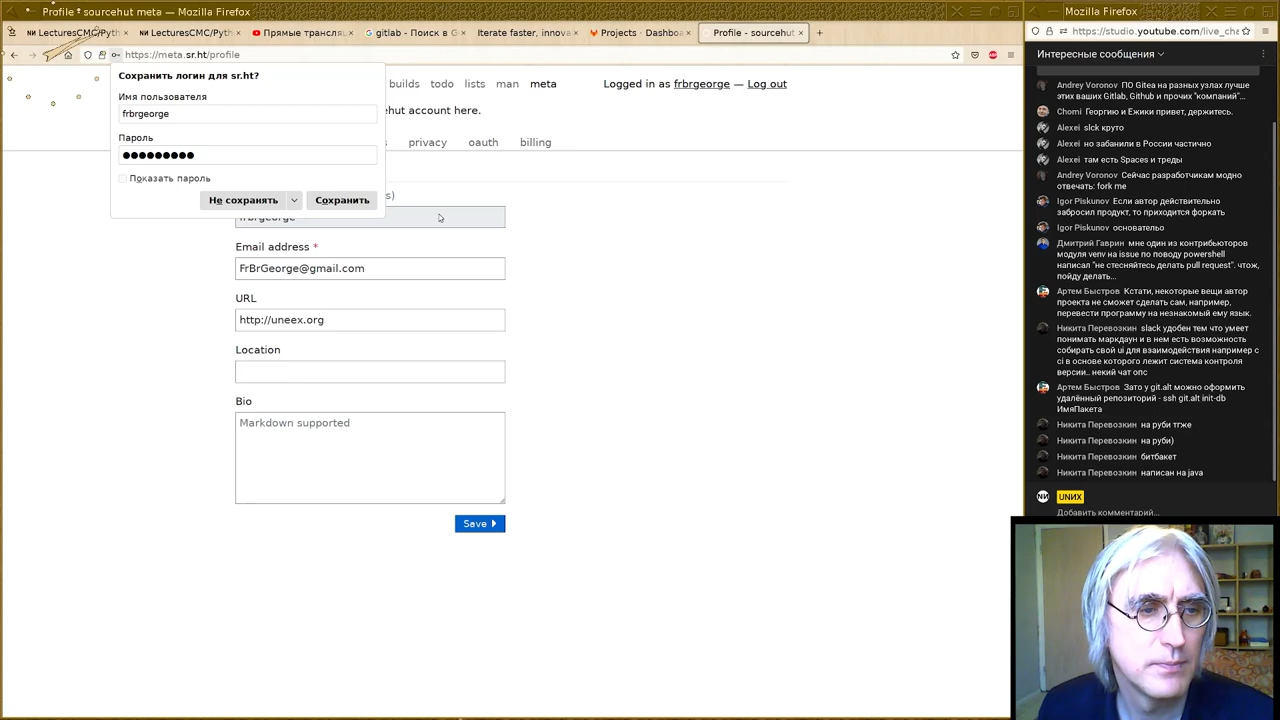 Profile * sourcehut meta — Mozilla Firefox
LecturesCMC/Pyth
LecturesCMC/Pyth
Прямые трансляц
gitlab - Поиск в G
Iterate faster, innova
Projects · Dashboa
Profile - sourcehut
https://meta.sr.ht/profile
builds todo lists man meta
Logged in as frbrgeorge — Log out
Сохранить логин для sr.ht?
Имя пользователя
frbrgeorge
Пароль
Показать пароль
Не сохранять
Сохранить
hut account here.
privacy oauth billing
frbrgeorge
Email address *
FrBrGeorge@gmail.com
URL
http://uneex.org
Location
Bio
Markdown supported
Save
Mozilla Firefox
https://studio.youtube.com/live_cha
Интересные сообщения
Andrey Voronov ПО Gitea на разных узлах лучше
этих ваших Gitlab, Github и прочих "компаний"...
Chomi Георгию и Ежики привет, держитесь.
Alexei slck круто
Alexei но забанили в России частично
Alexei там есть Spaces и треды
Andrey Voronov Сейчас разработчикам модно
отвечать: fork me
Igor Piskunov Если автор действительно
забросил продукт, то приходится форкать
Igor Piskunov основательо
Дмитрий Гаврин мне один из контрибьюторов
модуля venv на issue по поводу powershell
написал "не стесняйтесь делать pull request". чтож,
пойду делать...
Артем Быстров Кстати, некоторые вещи автор
проекта не сможет сделать сам, например,
перевести программу на незнакомый ему язык.
Никита Перевозкин slack удобен тем что умеет
понимать маркдаун и в нем есть возможность
собирать свой ui для взаимодействия например с
ci в основе которого лежит система контроля
версии.. некий чат опс
Артем Быстров Зато у git.alt можно оформить
удалённый репозиторий - ssh git.alt init-db
ИмяПакета
Никита Перевозкин на руби тгже
Никита Перевозкин на руби)
Никита Перевозкин битбакет
Никита Перевозкин написан на java
UNИX
Добавить комментарий...